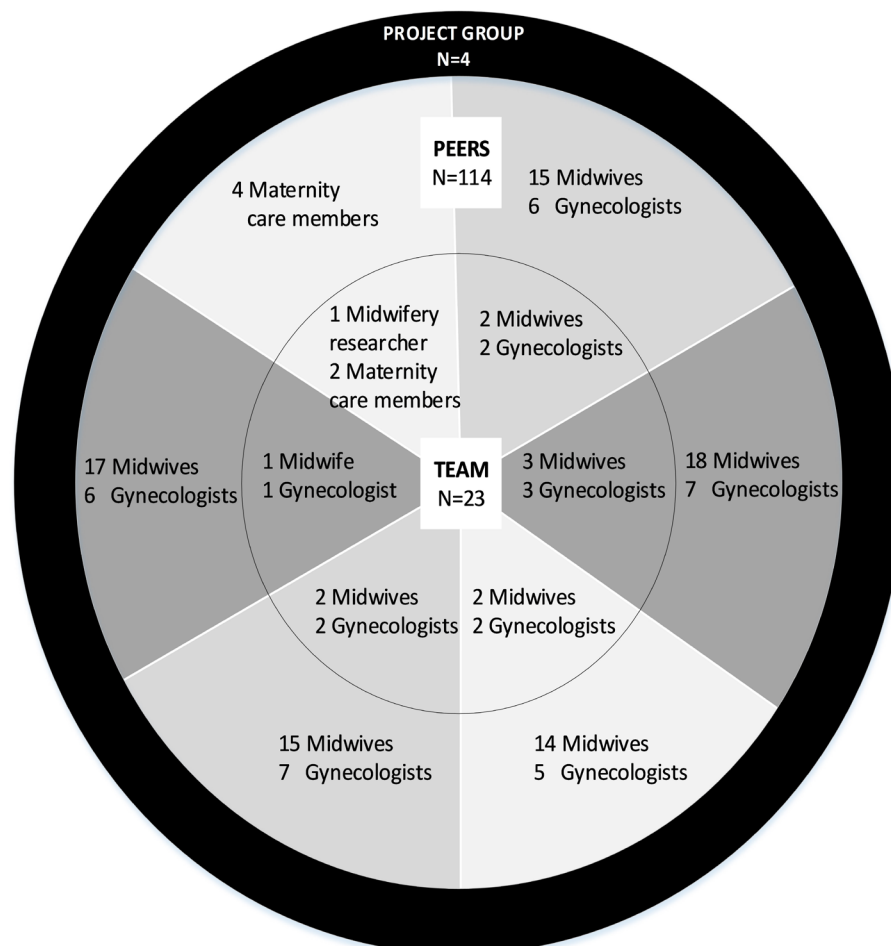 PROJECT GROUP
N=4
PEERS
N=114
4 Maternity
care members
15 Midwives
6 Gynecologists
1 Midwifery
researcher
2 Maternity
care members
2 Midwives
2 Gynecologists
17 Midwives
6 Gynecologists
1 Midwife
1 Gynecologist
TEAM
N=23
3 Midwives
3 Gynecologists
18 Midwives
7 Gynecologists
2 Midwives
2 Gynecologists
2 Midwives
2 Gynecologists
15 Midwives
7 Gynecologists
14 Midwives
5 Gynecologists